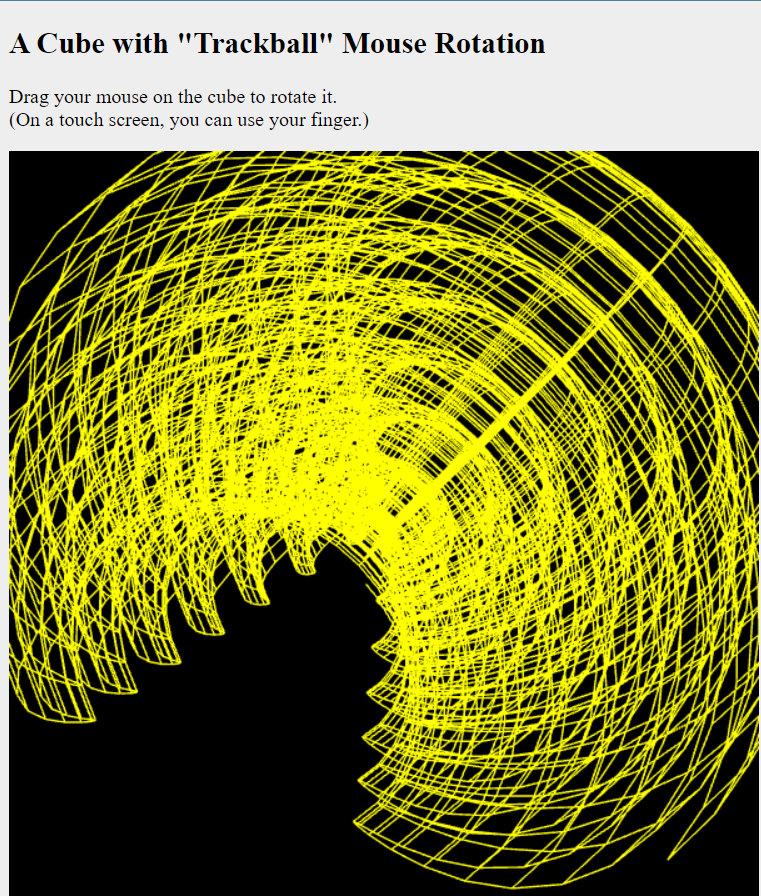 A Cube with "Trackball" Mouse Rotation
Drag your mouse on the cube to rotate it.
(On a touch screen, you can use your finger.)